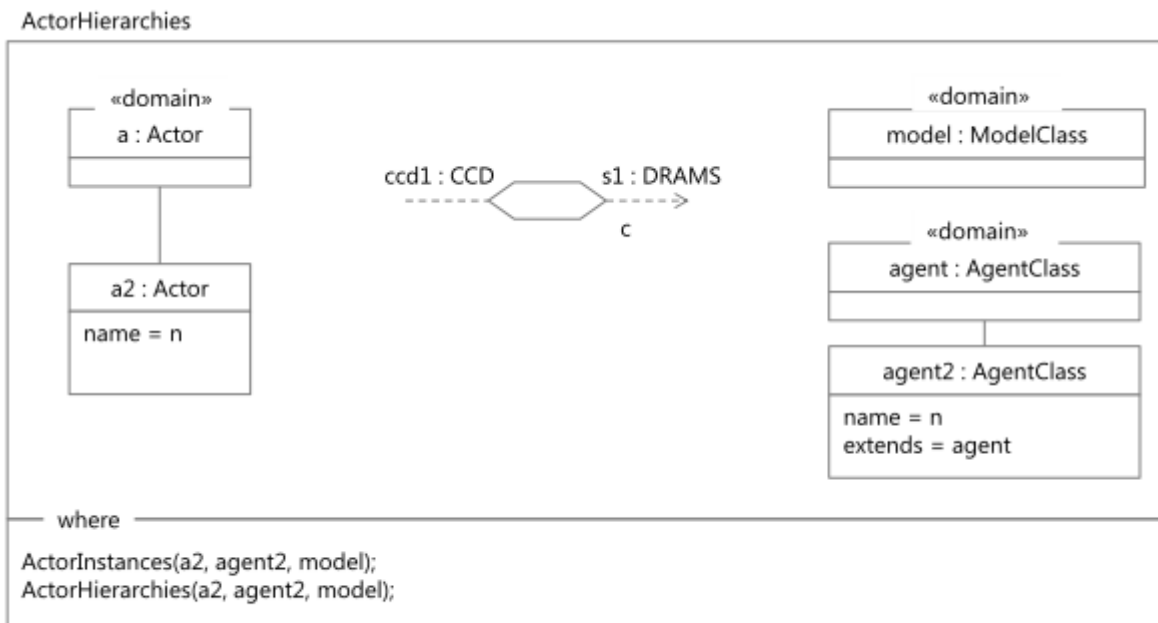 ActorHierarchies
«domain»
a : Actor
a2 : Actor
name = n
ccd1 : CCD
s1 : DRAMS
c
«domain»
model : ModelClass
«domain»
agent : AgentClass
agent2 : AgentClass
name = n
extends = agent
where
ActorInstances(a2, agent2, model);
ActorHierarchies(a2, agent2, model);